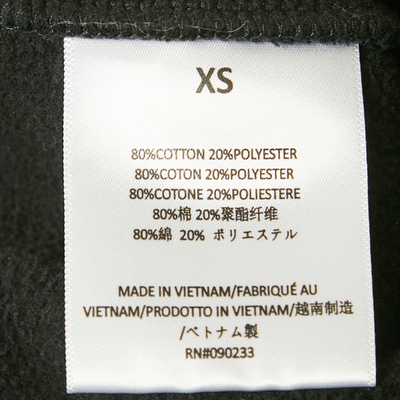 XS
80%COTTON 20%POLYESTER
80%COTON 20%POLYESTER
80%COTONE 20%POLIESTERE
80%棉 20%聚酯纤维
80%綿 20% ポリエステル
MADE IN VIETNAM/FABRIQUÉ AU
VIETNAM/PRODOTTO IN VIETNAM/越南制造
/ベトナム製
RN#090233